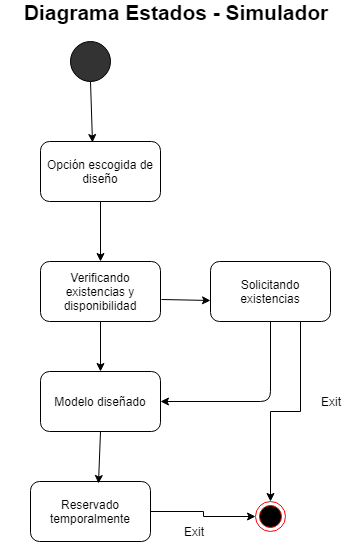 Diagrama Estados - Simulador
Opción escogida de
diseño
Verificando
existencias y
disponibilidad
Solicitando
existencias
Modelo diseñado
Exit
Reservado
temporalmente
Exit